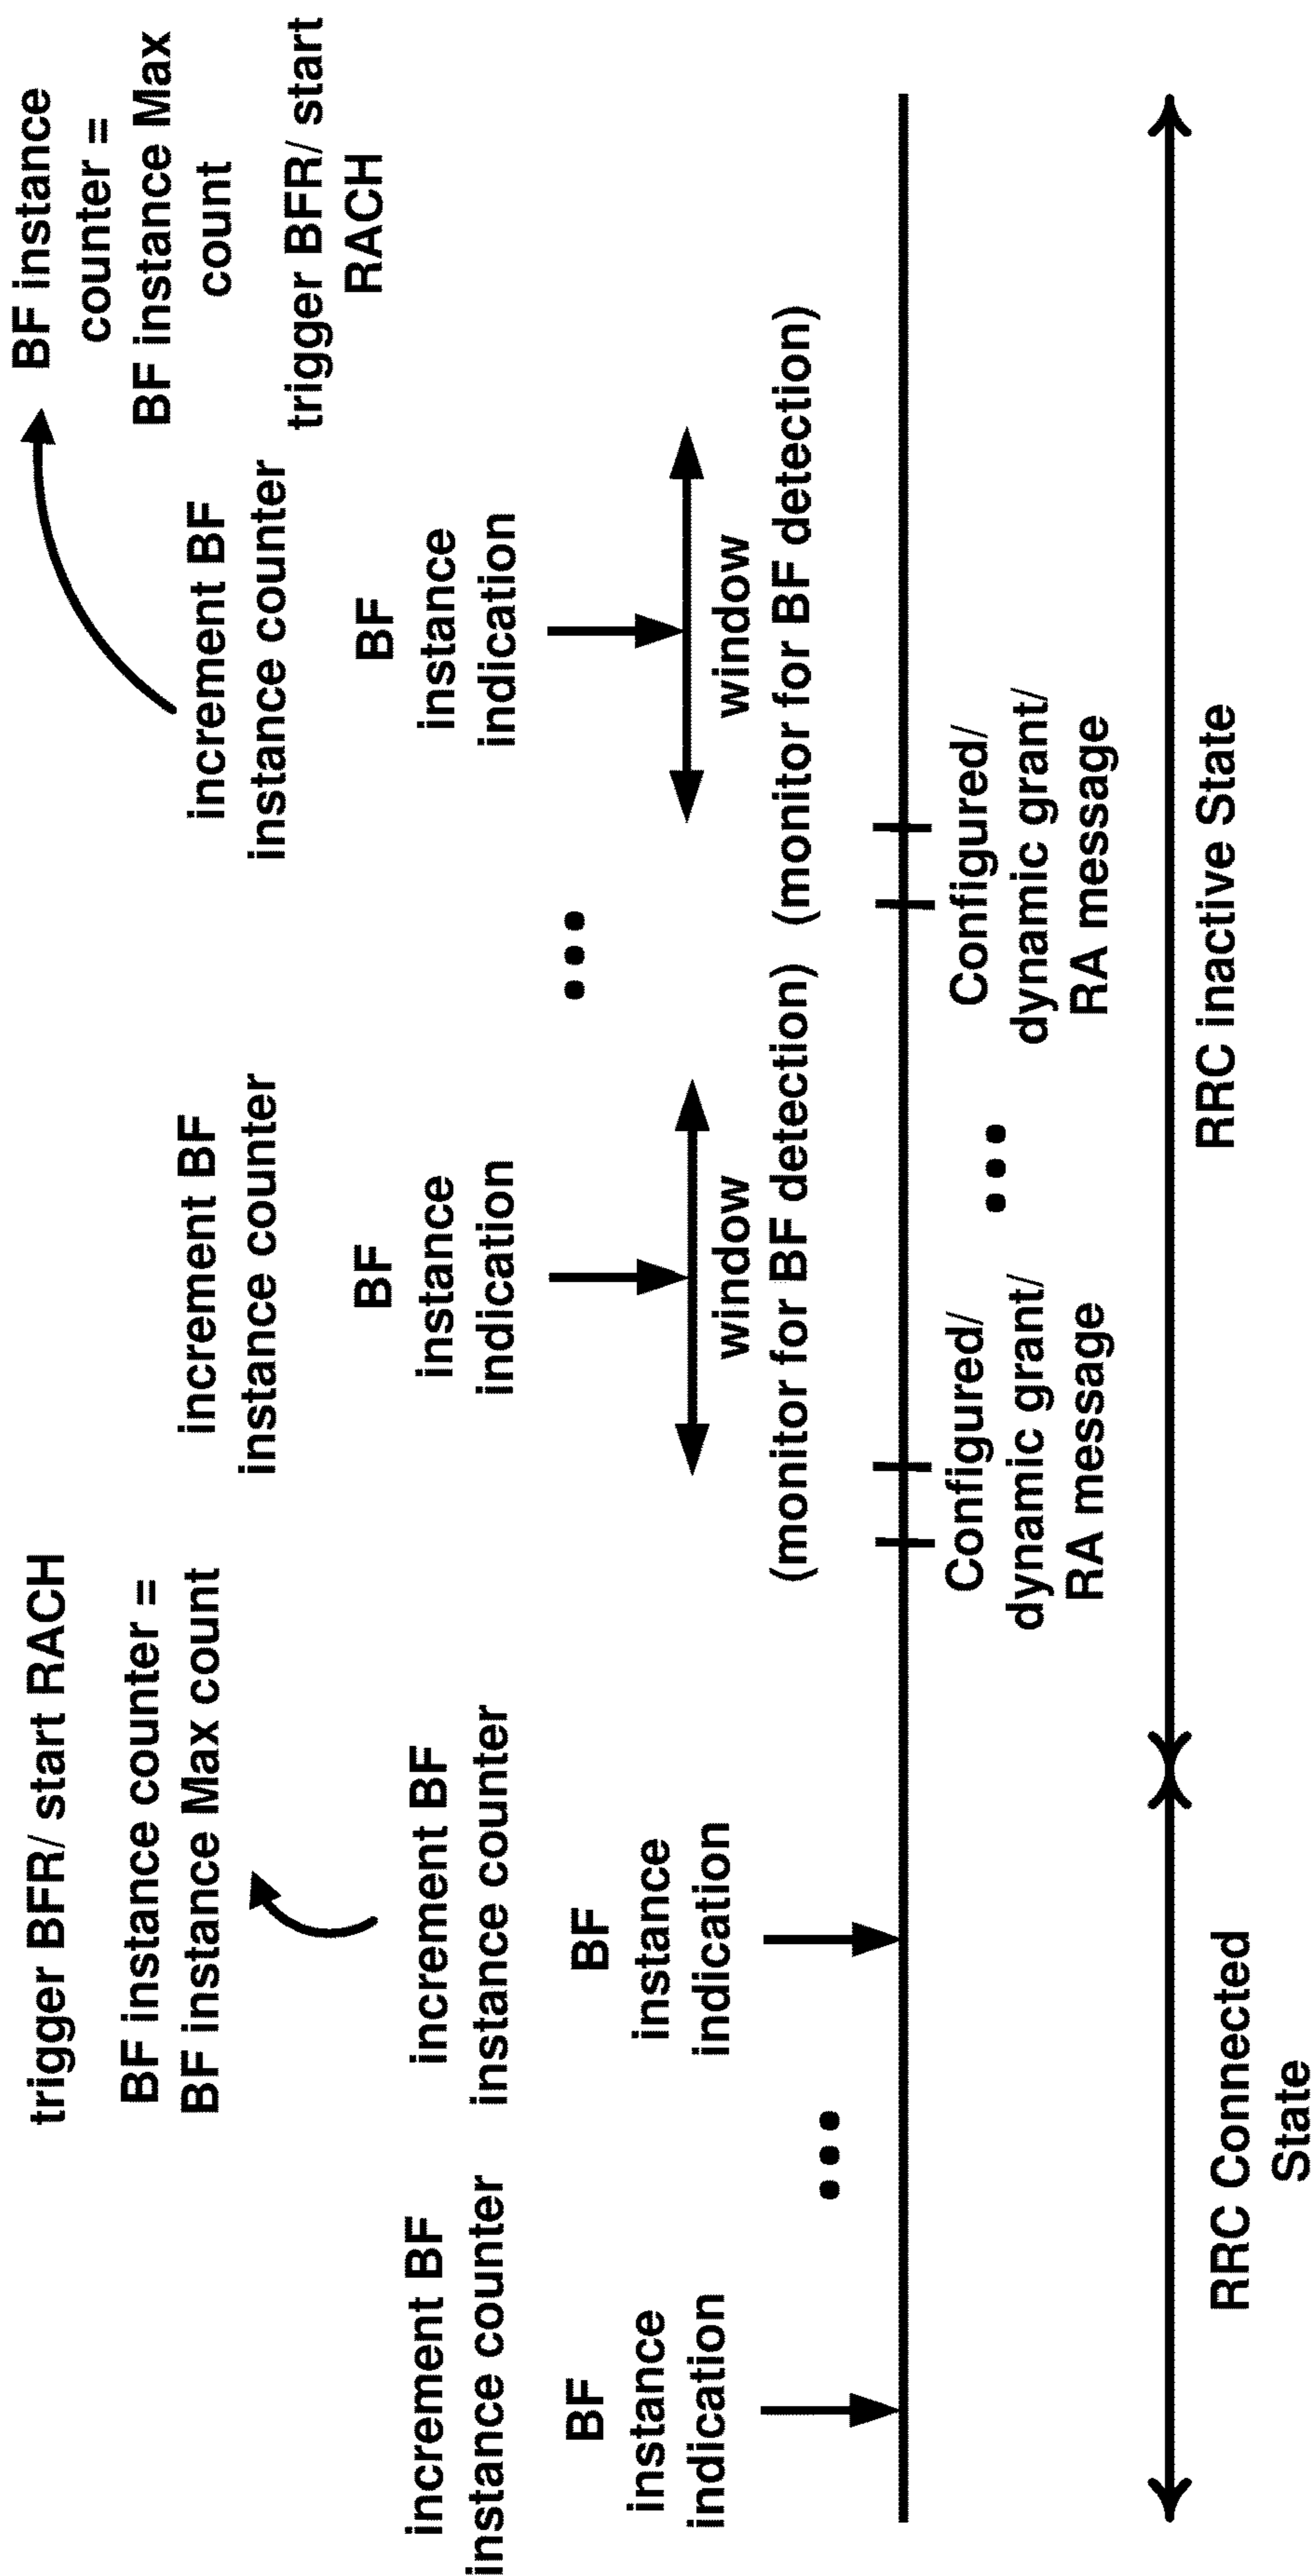 increment BF
instance counter
BF
instance
indication
trigger BFR/ start RACH
BF instance counter =
BF instance Max count
increment BF
instance counter
BF
instance
indication
increment BF
instance counter
BF
instance
indication
window
(monitor for BF detection)
Configured/
dynamic grant/
RA message
BF instance
counter =
BF instance Max
count
trigger BFR/ start
RACH
increment BF
instance counter
BF
instance
indication
window
(monitor for BF detection)
Configured/
dynamic grant/
RA message
RRC Connected
State
RRC inactive State